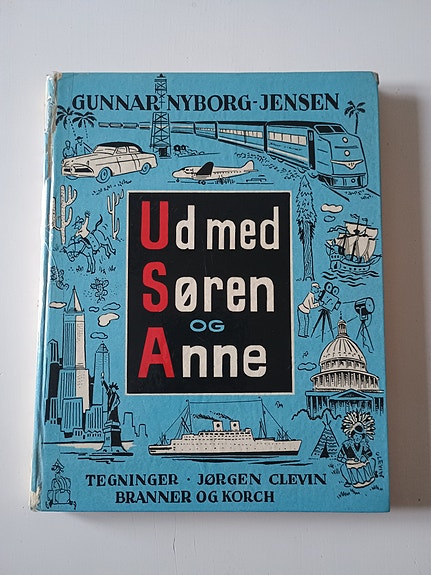 GUNNAR NYBORG-JENSEN
Ud med
Søren
OG
Anne
TEGNINGER · JØRGEN CLEVIN
BRANNER OG KORCH